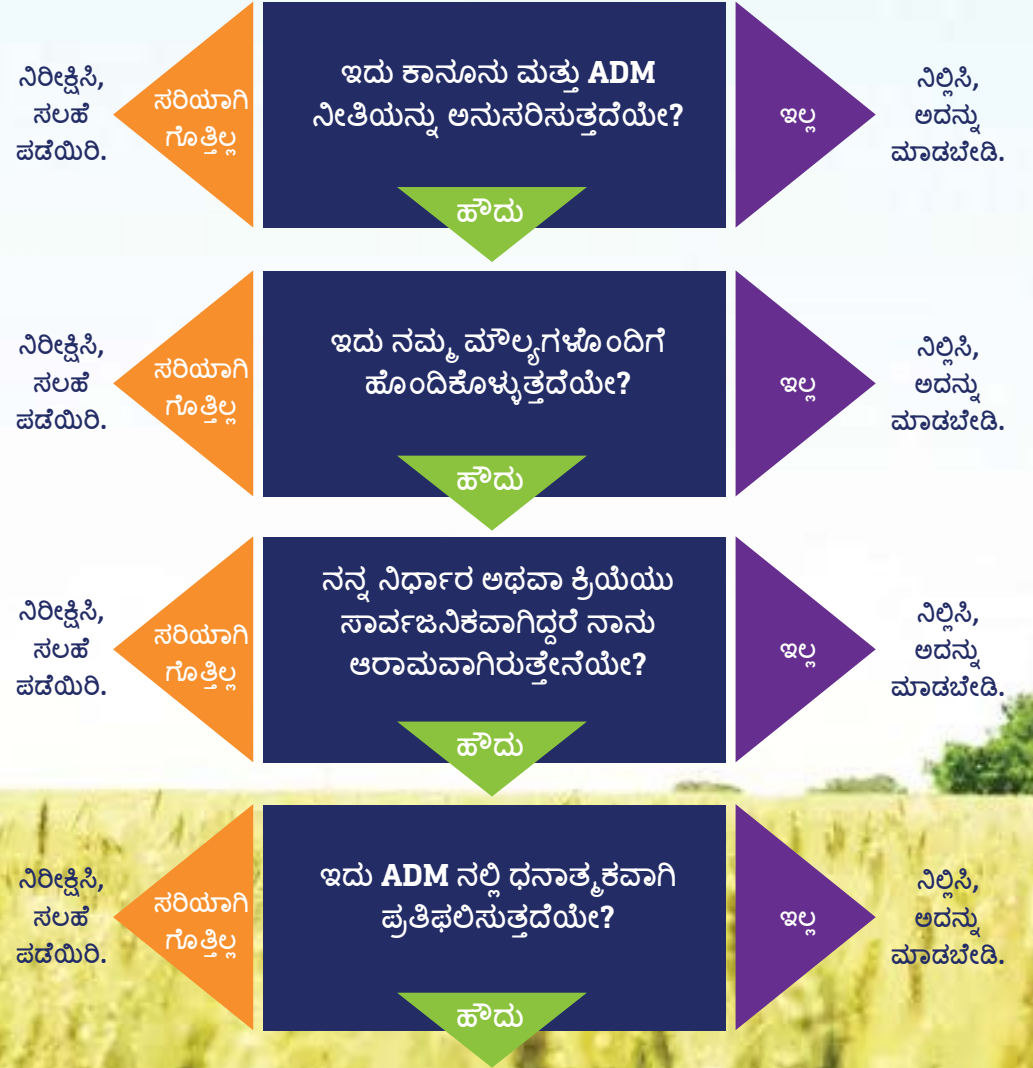 ನಿರೀಕ್ಷಿಸಿ,
ಸಲಹೆ
ಪಡೆಯಿರಿ.
ಸರಿಯಾಗಿ
ಗೊತ್ತಿಲ್ಲ
ಇದು ಕಾನೂನು ಮತ್ತು ADM
ನೀತಿಯನ್ನು ಅನುಸರಿಸುತ್ತದೆಯೇ?
ಹೌದು
ಇಲ್ಲ
ನಿಲ್ಲಿಸಿ,
ಅದನ್ನು
ಮಾಡಬೇಡಿ.
ನಿರೀಕ್ಷಿಸಿ,
ಸಲಹೆ
ಪಡೆಯಿರಿ.
ಸರಿಯಾಗಿ
ಗೊತ್ತಿಲ್ಲ
ಇದು ನಮ್ಮ ಮೌಲ್ಯಗಳೊಂದಿಗೆ
ಹೊಂದಿಕೊಳ್ಳುತ್ತದೆಯೇ?
ಹೌದು
ಇಲ್ಲ
ನಿಲ್ಲಿಸಿ,
ಅದನ್ನು
ಮಾಡಬೇಡಿ.
ನಿರೀಕ್ಷಿಸಿ,
ಸಲಹೆ
ಪಡೆಯಿರಿ.
ಸರಿಯಾಗಿ
ಗೊತ್ತಿಲ್ಲ
ನನ್ನ ನಿರ್ಧಾರ ಅಥವಾ ಕ್ರಿಯೆಯು
ಸಾರ್ವಜನಿಕವಾಗಿದ್ದರೆ ನಾನು
ಆರಾಮವಾಗಿರುತ್ತೇನೆಯೇ?
ಹೌದು
ಇಲ್ಲ
ನಿಲ್ಲಿಸಿ,
ಅದನ್ನು
ಮಾಡಬೇಡಿ.
ನಿರೀಕ್ಷಿಸಿ,
ಸಲಹೆ
ಪಡೆಯಿರಿ.
ಸರಿಯಾಗಿ
ಗೊತ್ತಿಲ್ಲ
ಇದು ADM ನಲ್ಲಿ ಧನಾತ್ಮಕವಾಗಿ
ಪ್ರತಿಫಲಿಸುತ್ತದೆಯೇ?
ಹೌದು
ಇಲ್ಲ
ನಿಲ್ಲಿಸಿ,
ಅದನ್ನು
ಮಾಡಬೇಡಿ.